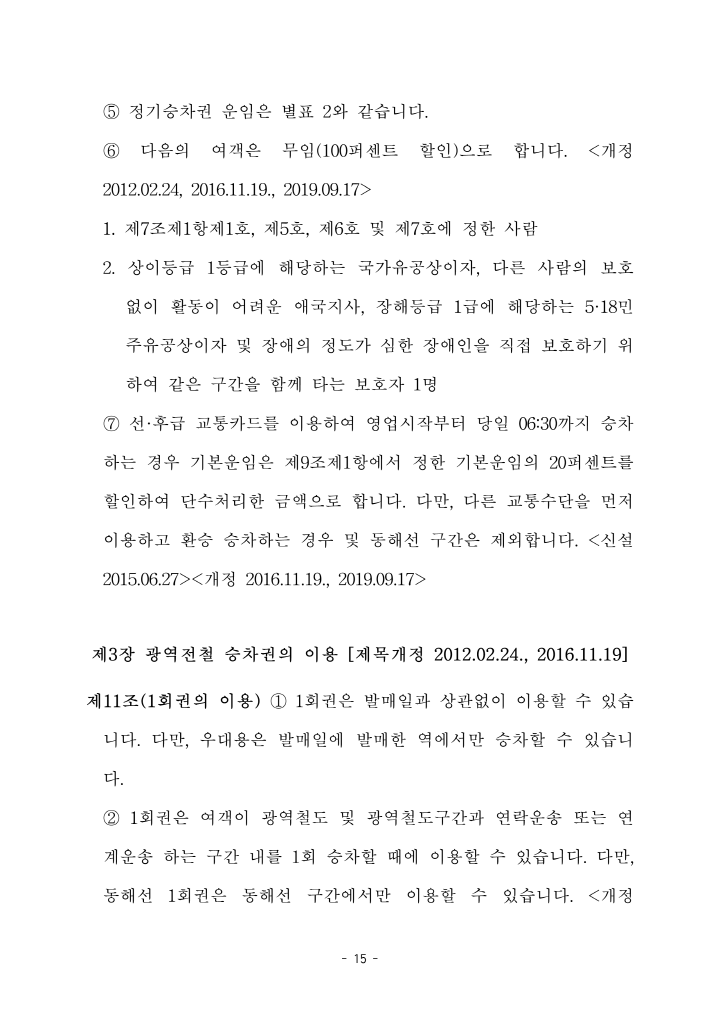 ⑤ 정기승차권 운임은 별표 2와 같습니다.
⑥ 다음의 여객은 무임(100퍼센트 할인)으로 합니다. <개정
2012.02.24, 2016.11.19., 2019.09.17>
1. 제7조제1항제1호, 제5호, 제6호 및 제7호에 정한 사람
2. 상이등급 1등급에 해당하는 국가유공상이자, 다른 사람의 보호
없이 활동이 어려운 애국지사, 장해등급 1급에 해당하는 5·18민
주유공상이자 및 장애의 정도가 심한 장애인을 직접 보호하기 위
하여 같은 구간을 함께 타는 보호자 1명
⑦ 선·후급 교통카드를 이용하여 영업시작부터 당일 06:30까지 승차
하는 경우 기본운임은 제9조제1항에서 정한 기본운임의 20퍼센트를
할인하여 단수처리한 금액으로 합니다. 다만, 다른 교통수단을 먼저
이용하고 환승 승차하는 경우 및 동해선 구간은 제외합니다. <신설
2015.06.27><개정 2016.11.19., 2019.09.17>
제3장 광역전철 승차권의 이용 [제목개정 2012.02.24., 2016.11.19]
제11조(1회권의 이용) ① 1회권은 발매일과 상관없이 이용할 수 있습
니다. 다만, 우대용은 발매일에 발매한 역에서만 승차할 수 있습니
다.
② 1회권은 여객이 광역철도 및 광역철도구간과 연락운송 또는 연
계운송 하는 구간 내를 1회 승차할 때에 이용할 수 있습니다. 다만,
동해선 1회권은 동해선 구간에서만 이용할 수 있습니다. <개정
- 15 -